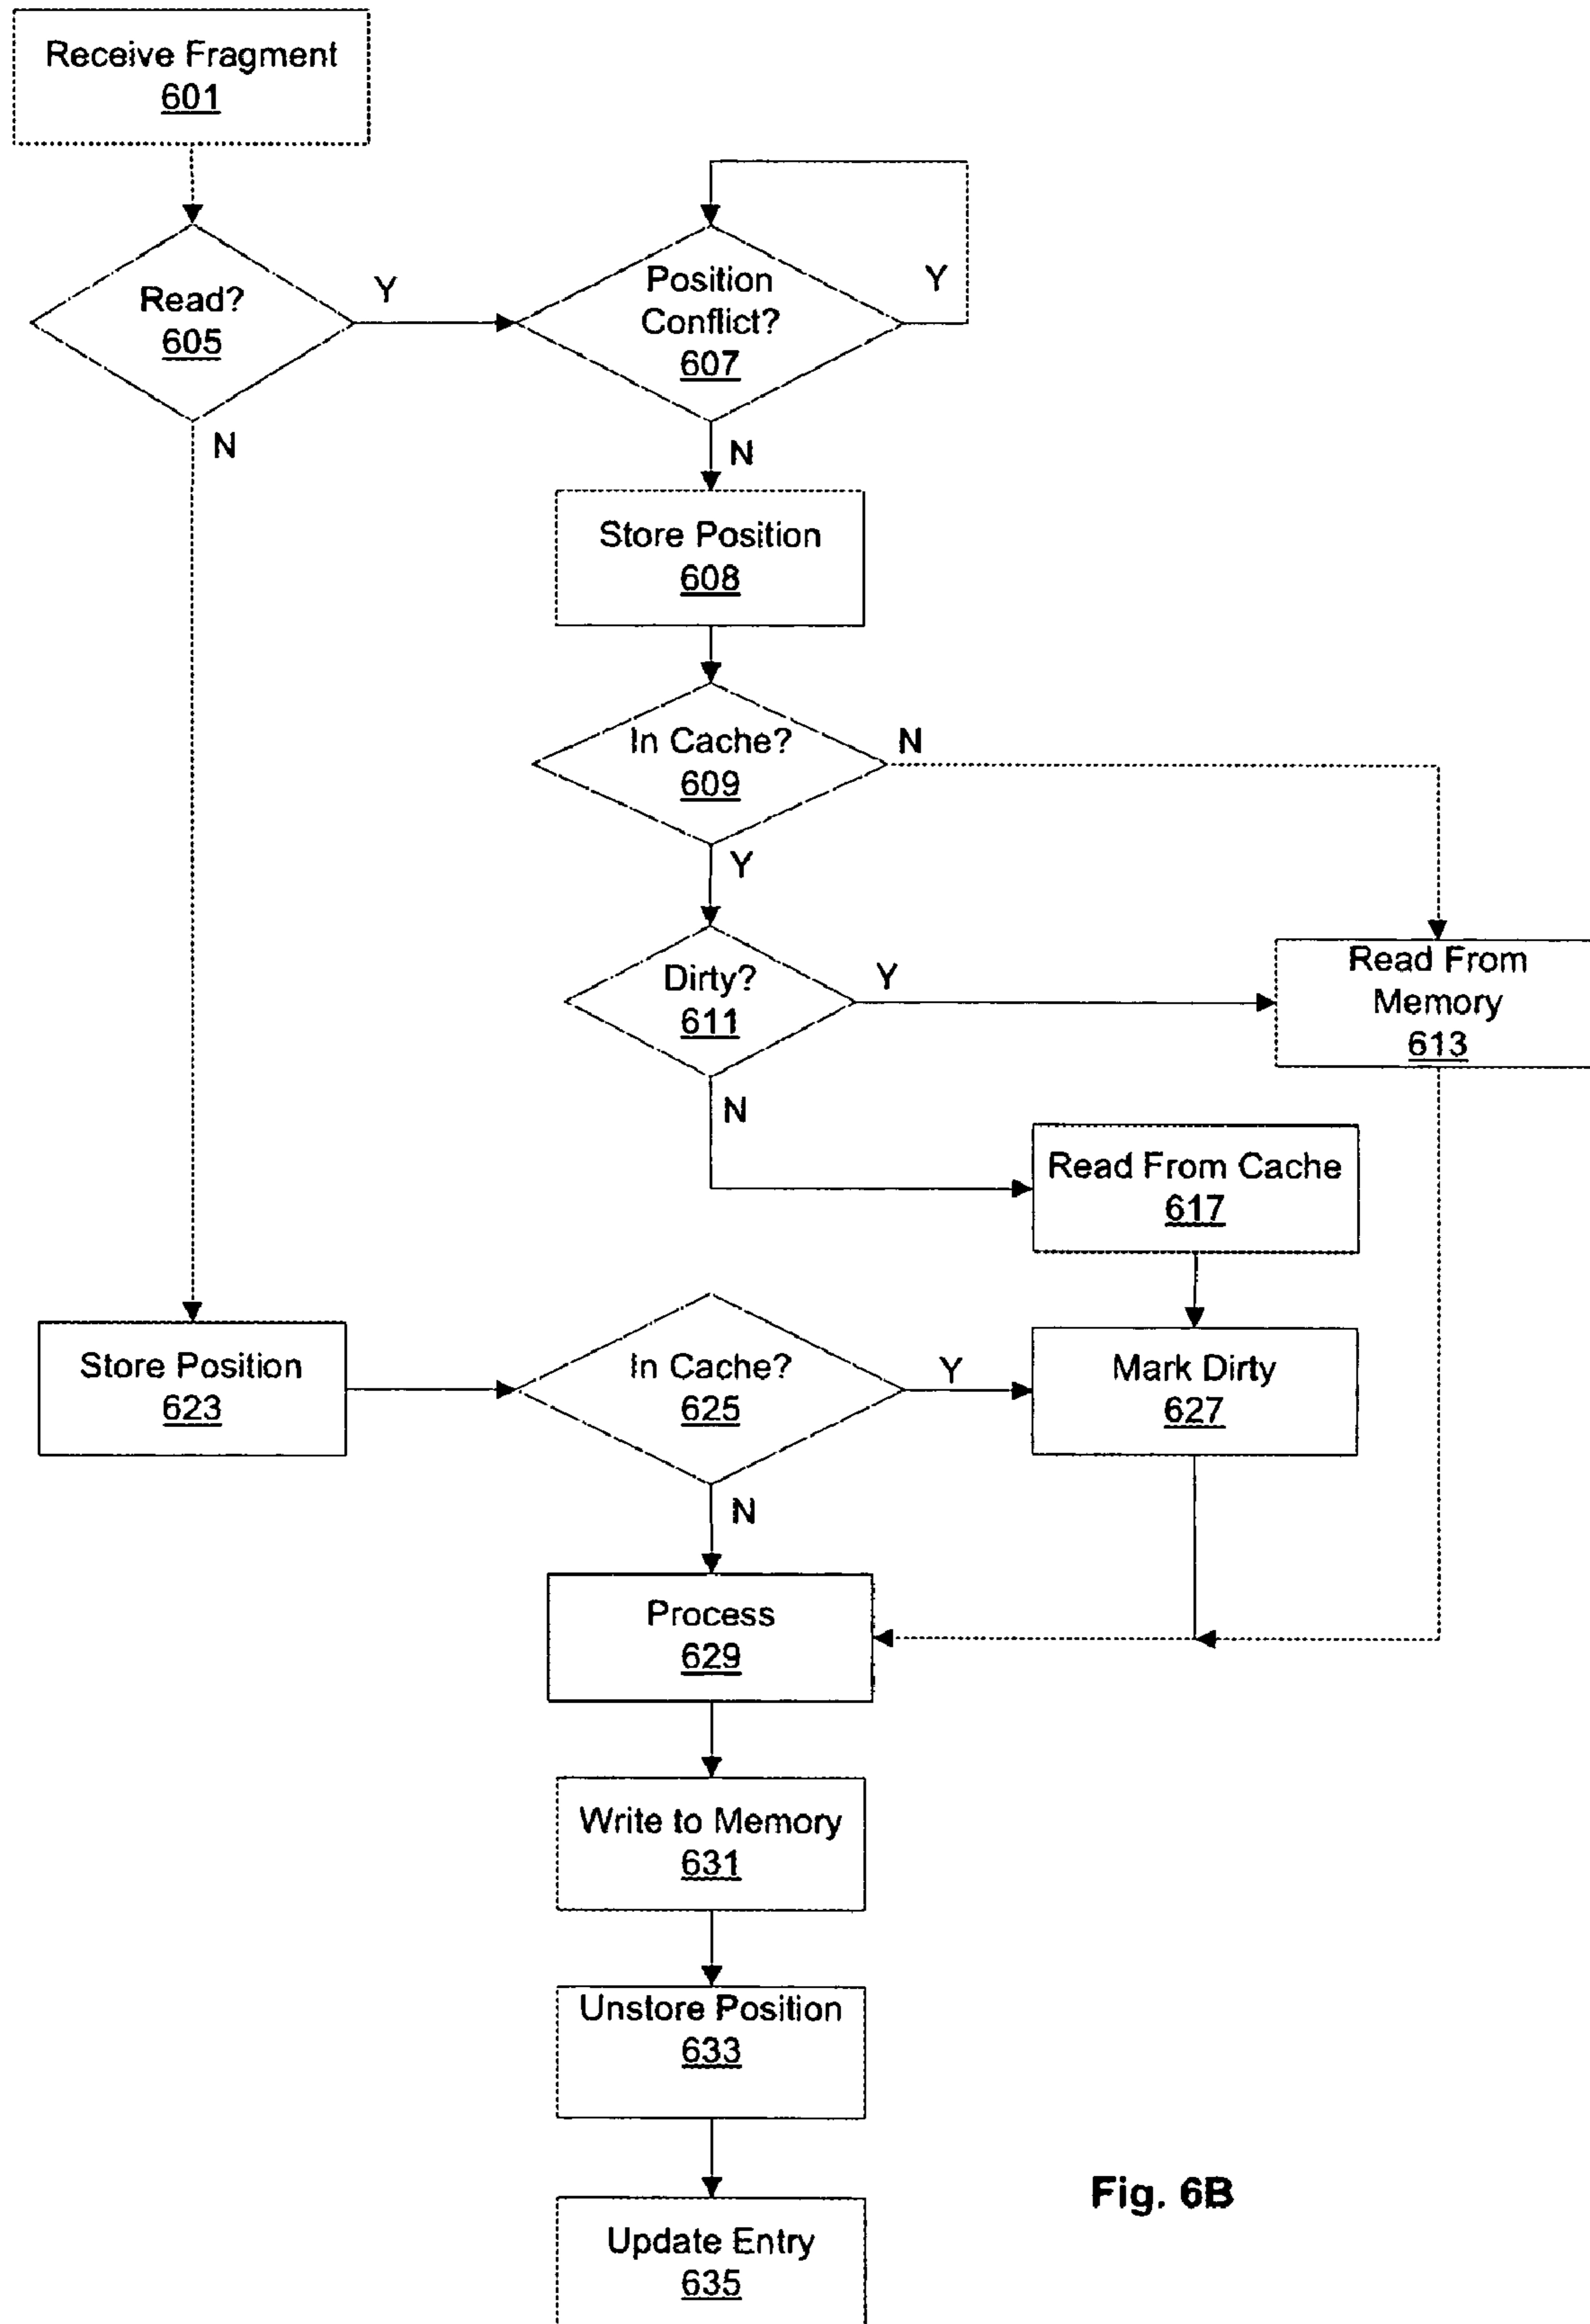 Receive Fragment
601
Read?
605
Y
N
Position
Conflict?
607
Y
N
Store Position
608
In Cache?
609
N
Y
Dirty?
611
Y
N
Read From
Memory
613
Read From Cache
617
Store Position
623
In Cache?
625
Y
N
Mark Dirty
627
Process
629
Write to Memory
631
Unstore Position
633
Update Entry
635
Fig. 6B